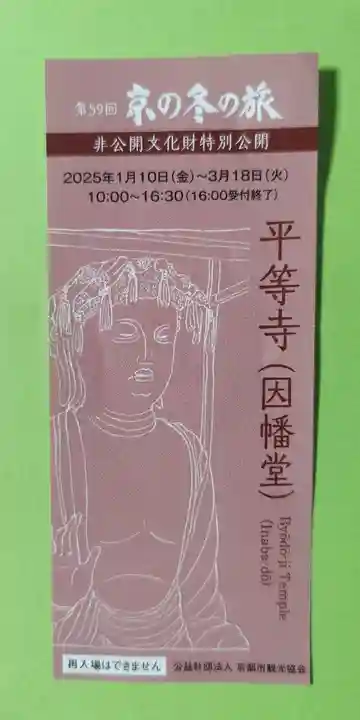 第59回 京の冬の旅
非公開文化財特別公開
2025年1月10日(金)～3月18日(火)
10:00～16:30(16:00受付終了)
平等寺(因幡堂)
Byōdō-ji Temple
(Inaba-dō)
再入場はできません 公益財団法人 京都市観光協会